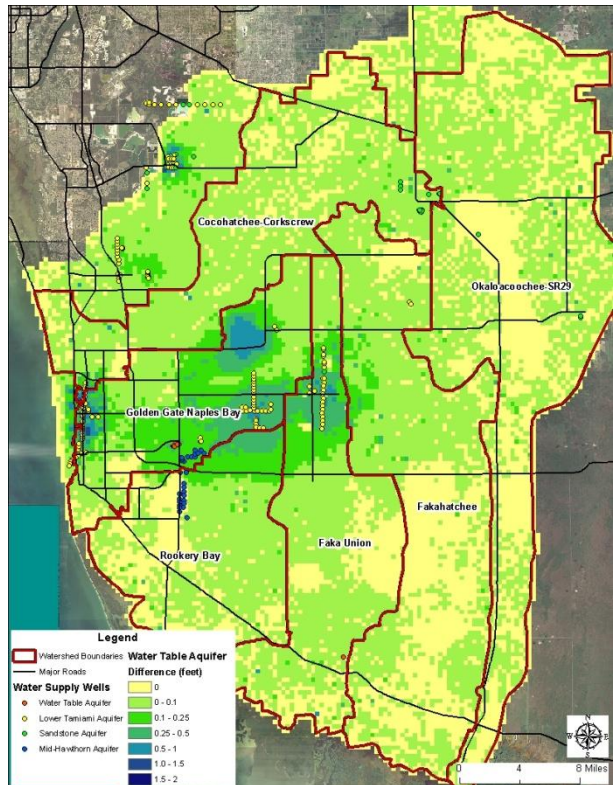 Cocohatchee-Corkscrew
Okaloacoochee-SR29
Golden Gate Naples Bay
Fakahatchee
Faka Union
Rookery Bay
Legend
Watershed Boundaries
Major Roads
Water Supply Wells
Water Table Aquifer
Lower Tamiami Aquifer
Sandstone Aquifer
Mid-Hawthorn Aquifer
Water Table Aquifer
Difference (feet)
0
0 - 0.1
0.1 - 0.25
0.25 - 0.5
0.5 - 1
1.0 - 1.5
1.5 - 2
N
W
E
S
0 4 8 Miles